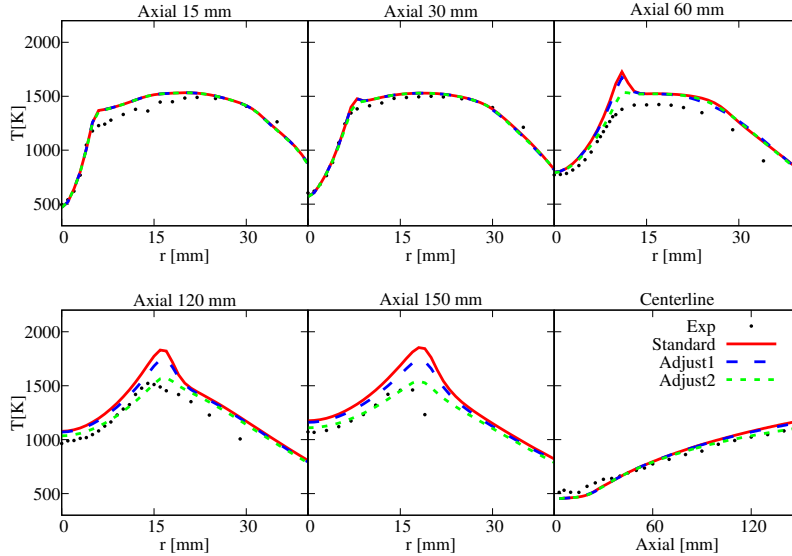 Axial 15 mm Axial 30 mm Axial 60 mm
2000
1500
1000
500
T[K]
0 15 30 0 15 30 0 15 30
r [mm] r [mm] r [mm]
Axial 120 mm Axial 150 mm Centerline
2000
1500
1000
500
T[K]
Exp
Standard
Adjust1
Adjust2
0 15 30 0 15 30 0 60 120
r [mm] r [mm] Axial [mm]